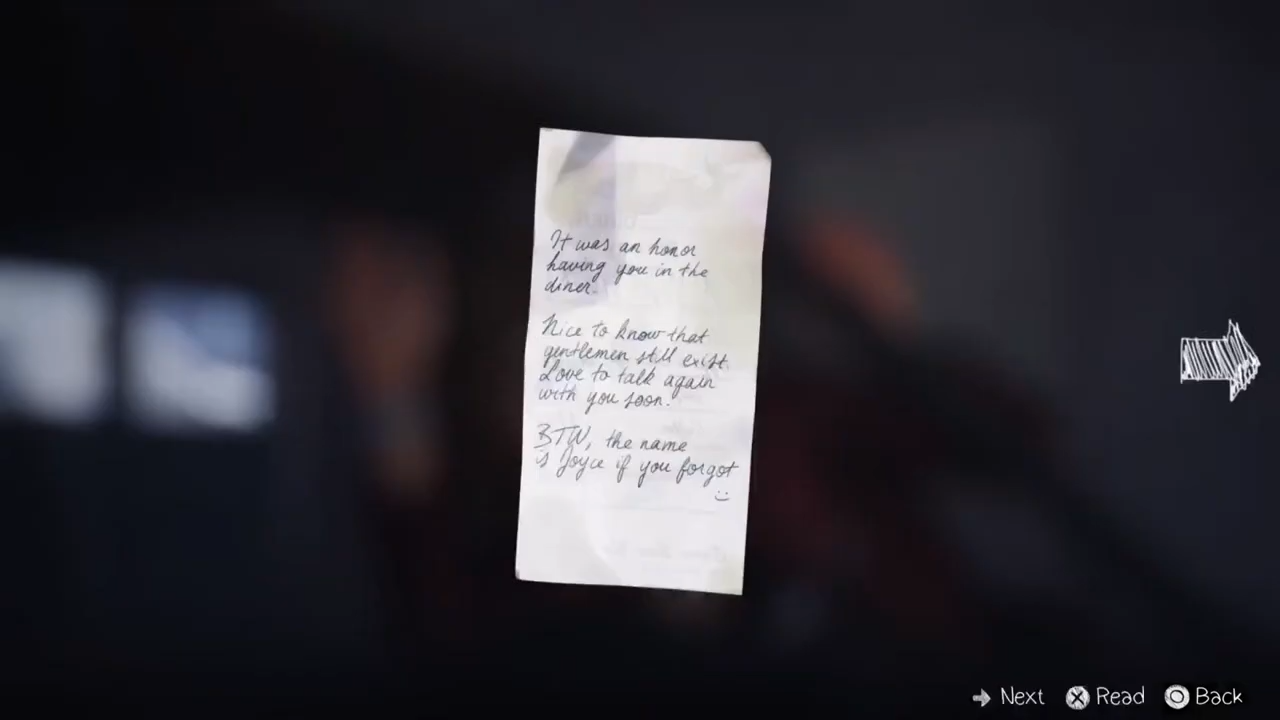 It was an honor
having you in the
diner.
Nice to know that
gentlemen still exist.
Love to talk again
with you soon.
BTW, the name
is Joyce if you forgot
:)
Next Read Back